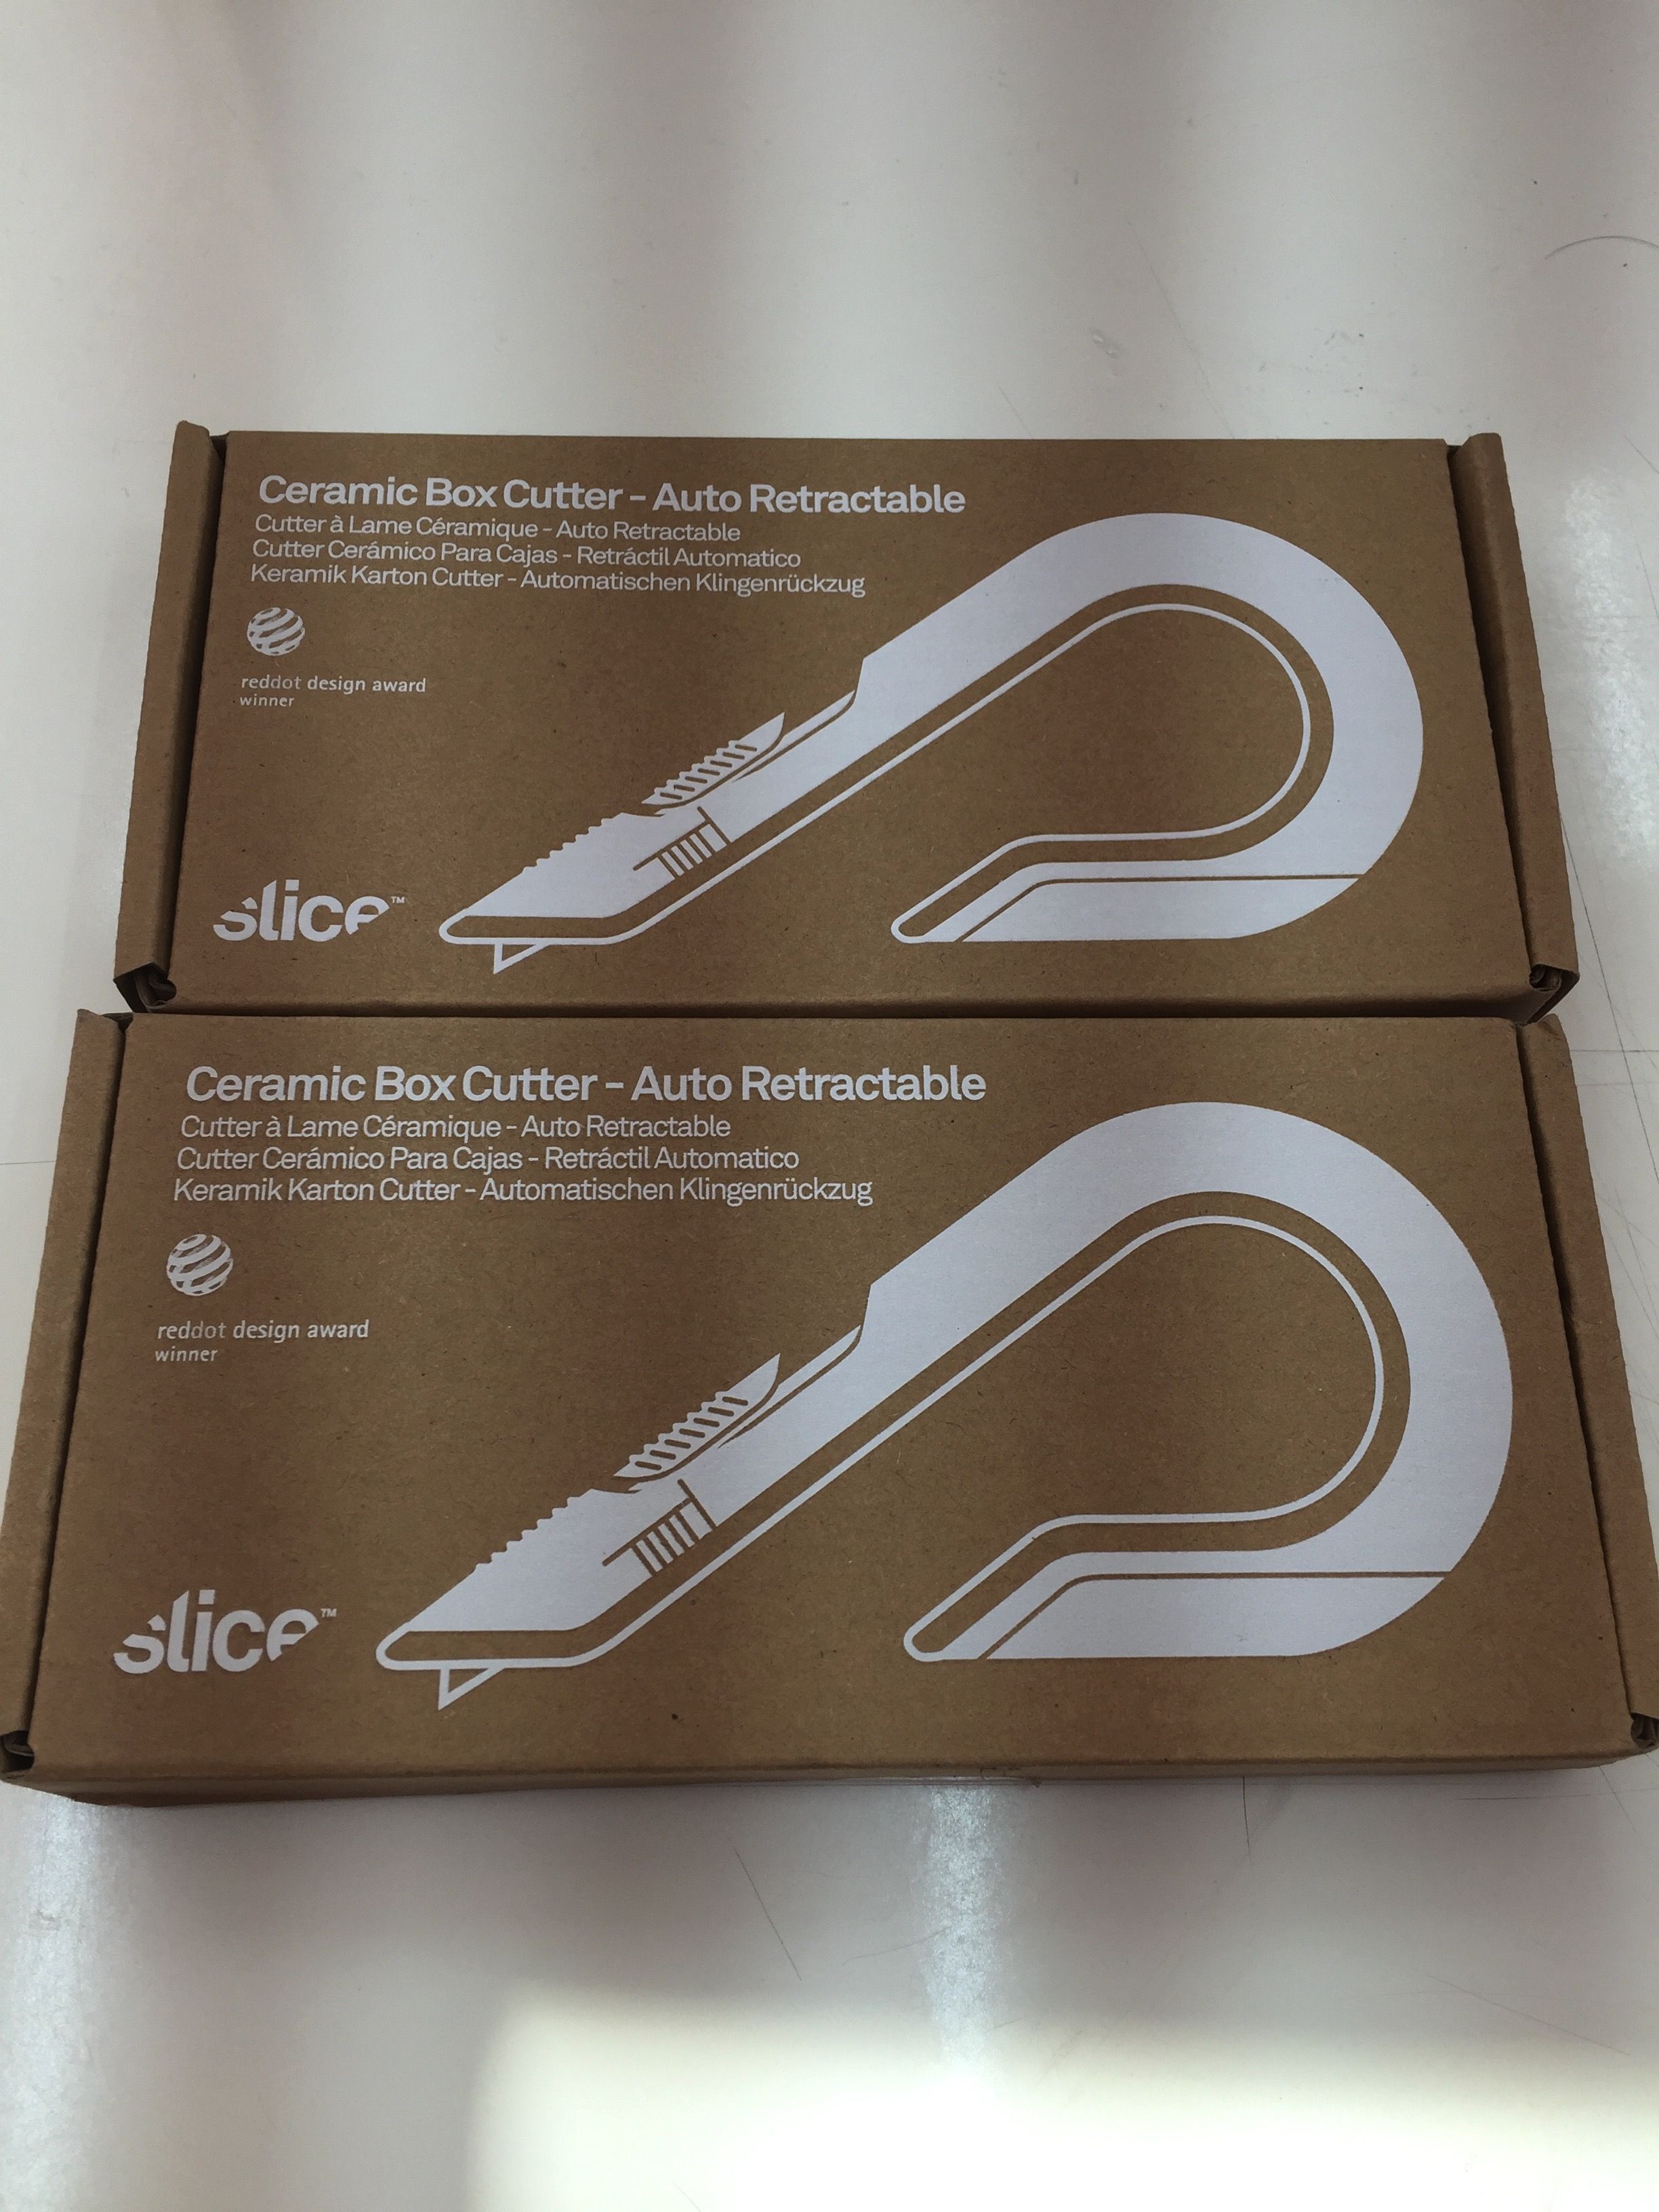 Ceramic Box Cutter – Auto Retractable
Cutter à Lame Céramique – Auto Retractable
Cutter Cerámico Para Cajas – Retráctil Automatico
Keramik Karton Cutter – Automatischen Klingenrückzug
reddot design award
winner
slice™
Ceramic Box Cutter – Auto Retractable
Cutter à Lame Céramique – Auto Retractable
Cutter Cerámico Para Cajas – Retráctil Automatico
Keramik Karton Cutter – Automatischen Klingenrückzug
reddot design award
winner
slice™